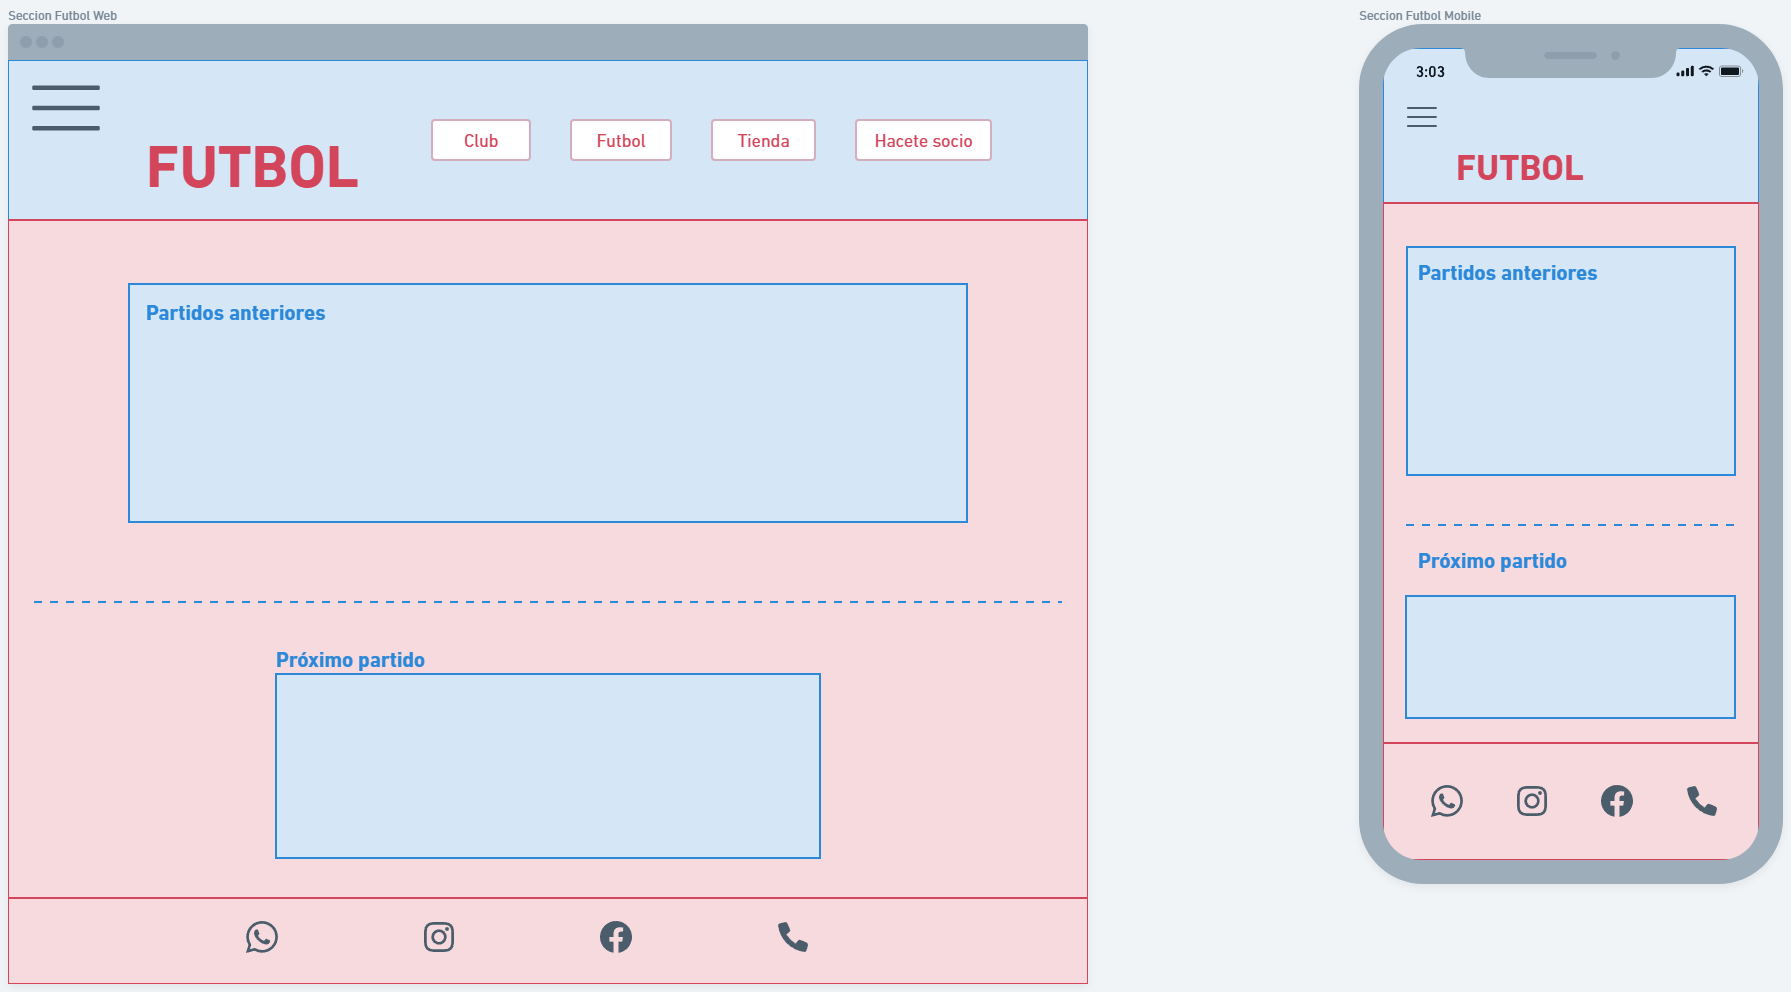 Seccion Futbol Web
FUTBOL
Club
Futbol
Tienda
Hacete socio
Partidos anteriores
Próximo partido
Seccion Futbol Mobile
3:03
FUTBOL
Partidos anteriores
Próximo partido